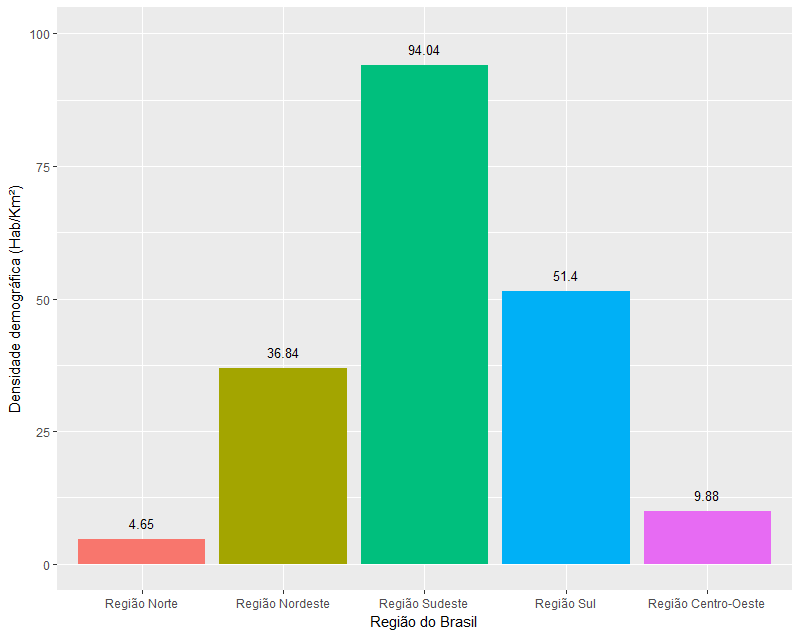 100
75
50
25
0
Densidade demográfica (Hab/Km²)
94.04
51.4
36.84
9.88
4.65
Região Norte
Região Nordeste
Região Sudeste
Região Sul
Região Centro-Oeste
Região do Brasil